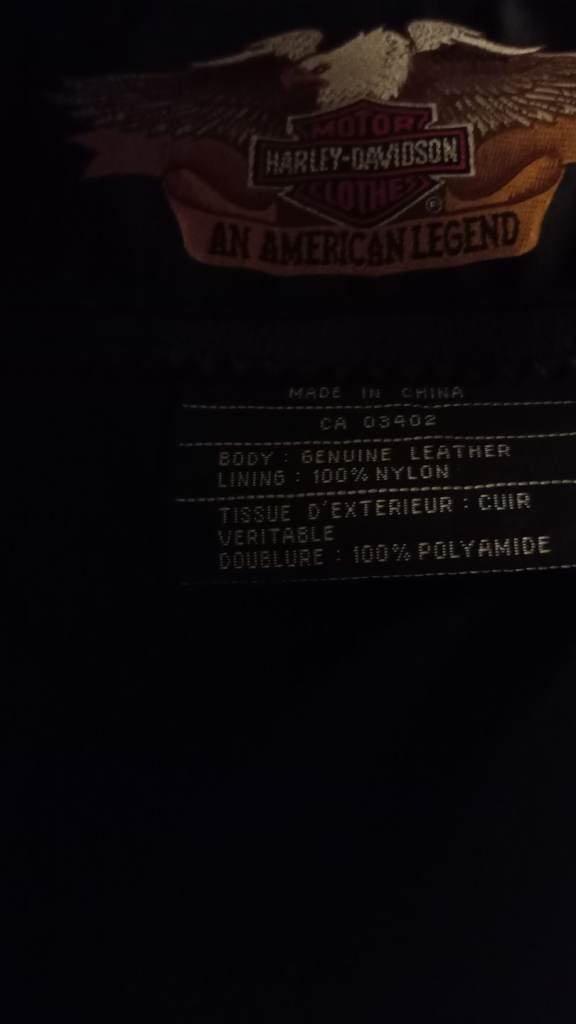 MOTOR
HARLEY-DAVIDSON
CLOTHES
®
AN AMERICAN LEGEND
MADE IN CHINA
CA 03402
BODY : GENUINE LEATHER
LINING : 100% NYLON
TISSUE D'EXTERIEUR : CUIR
VERITABLE
DOUBLURE : 100% POLYAMIDE